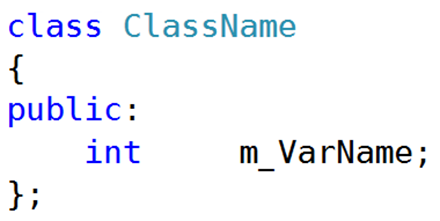 class ClassName
{
public:
    int     m_VarName;
};